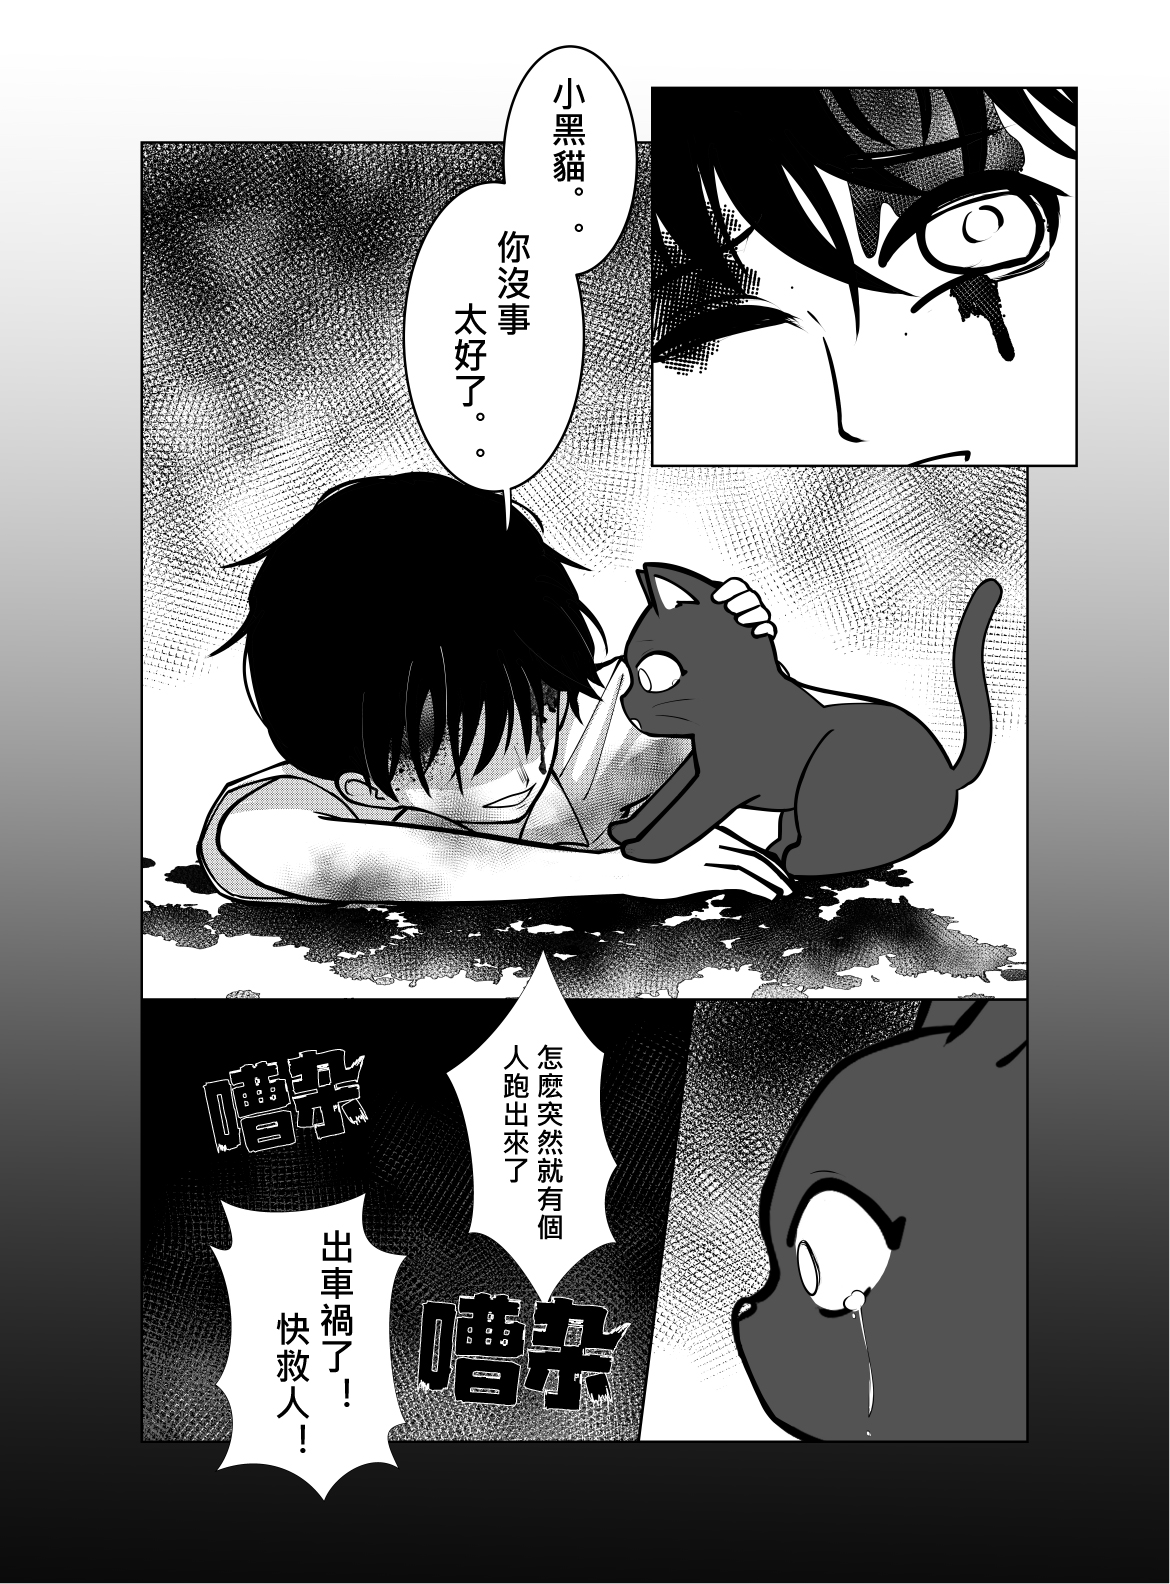 小黑貓。。
你沒事
太好了。。
怎麼突然就有個
人跑出來了
嘈杂
出車禍了！
快救人！
嘈杂